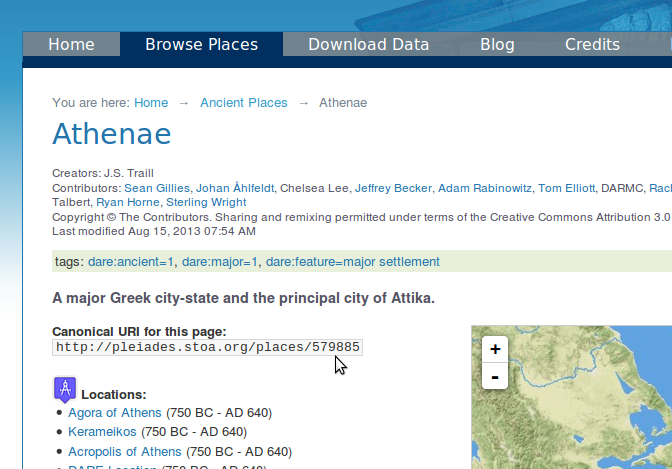 Home Browse Places Download Data Blog Credits
You are here: Home → Ancient Places → Athenae
Athenae
Creators: J.S. Traill
Contributors: Sean Gillies, Johan Åhlfeldt, Chelsea Lee, Jeffrey Becker, Adam Rabinowitz, Tom Elliott, DARMC,
Talbert, Ryan Horne, Sterling Wright
Copyright © The Contributors. Sharing and remixing permitted under terms of the Creative Commons Attribution 3.0
Last modified Aug 15, 2013 07:54 AM
tags: dare:ancient=1, dare:major=1, dare:feature=major settlement
A major Greek city-state and the principal city of Attika.
Canonical URI for this page:
http://pleiades.stoa.org/places/579885
+
-
Locations:
• Agora of Athens (750 BC - AD 640)
• Kerameikos (750 BC - AD 640)
• Acropolis of Athens (750 BC - AD 640)